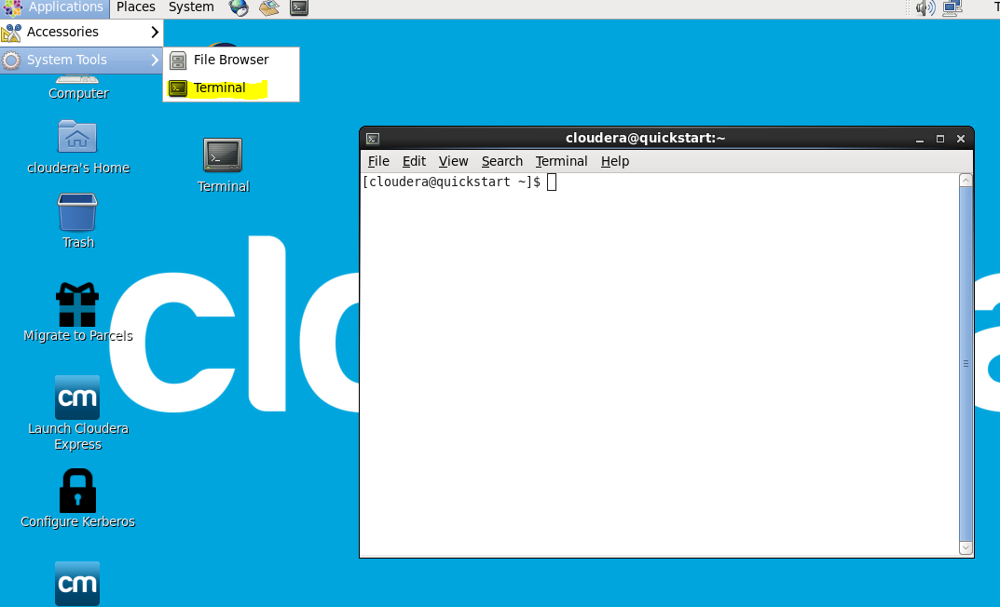 Applications Places System
Accessories
System Tools
File Browser
Terminal
Computer
cloudera's Home
Terminal
Trash
Migrate to Parcels
cm
Launch Cloudera
Express
Configure Kerberos
cm
cloudera@quickstart:~
File Edit View Search Terminal Help
[cloudera@quickstart ~]$